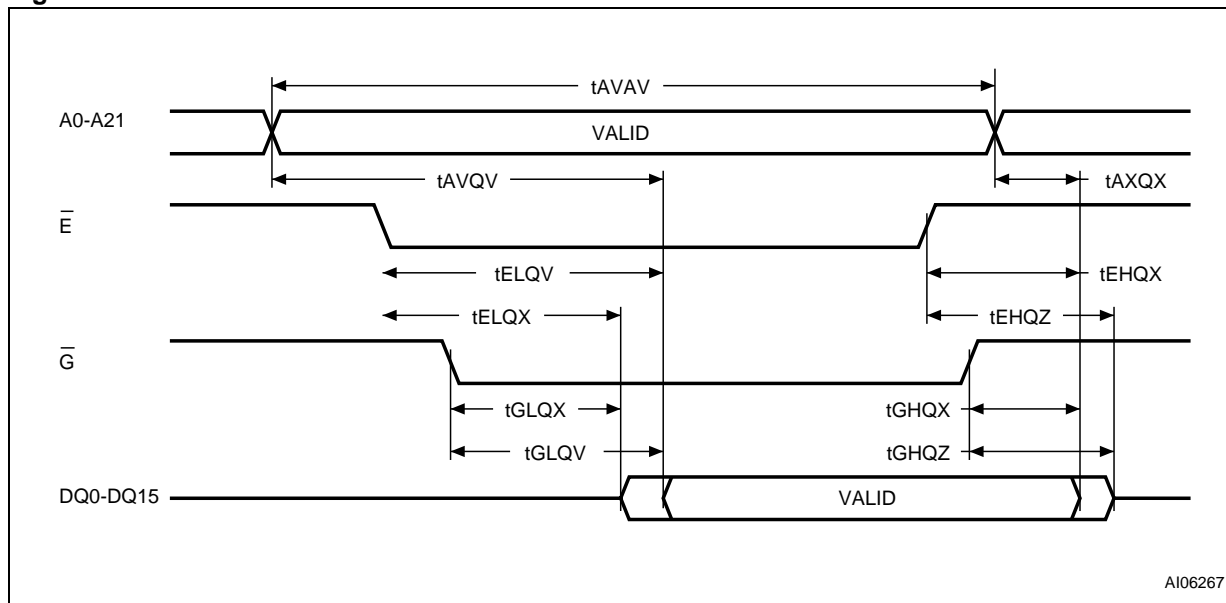 tAVAV
A0-A21
VALID
tAVQV
tAXQX
E
tELQV
tEHQX
tELQX
tEHQZ
G
tGLQX
tGHQX
tGLQV
tGHQZ
DQ0-DQ15
VALID
AI06267